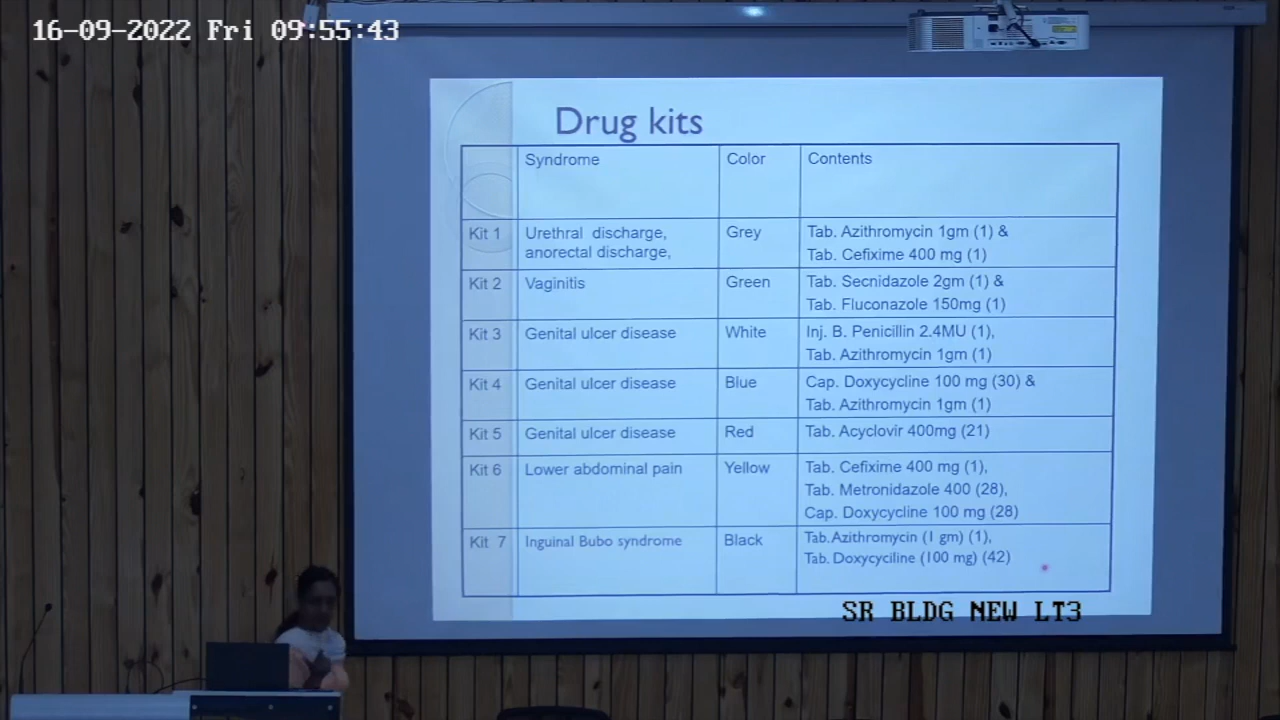 16-09-2022 Fri 09:55:43
Drug kits
Syndrome Color Contents
Kit 1 Urethral discharge, anorectal discharge, Grey Tab. Azithromycin 1gm (1) &
Tab. Cefixime 400 mg (1)
Kit 2 Vaginitis Green Tab. Secnidazole 2gm (1) &
Tab. Fluconazole 150mg (1)
Kit 3 Genital ulcer disease White Inj. B. Penicillin 2.4MU (1),
Tab. Azithromycin 1gm (1)
Kit 4 Genital ulcer disease Blue Cap. Doxycycline 100 mg (30) &
Tab. Azithromycin 1gm (1)
Kit 5 Genital ulcer disease Red Tab. Acyclovir 400mg (21)
Kit 6 Lower abdominal pain Yellow Tab. Cefixime 400 mg (1),
Tab. Metronidazole 400 (28),
Cap. Doxycycline 100 mg (28)
Kit 7 Inguinal Bubo syndrome Black Tab. Azithromycin (1 gm) (1),
Tab. Doxycyciline (100 mg) (42)
SR BLDG NEW LT3